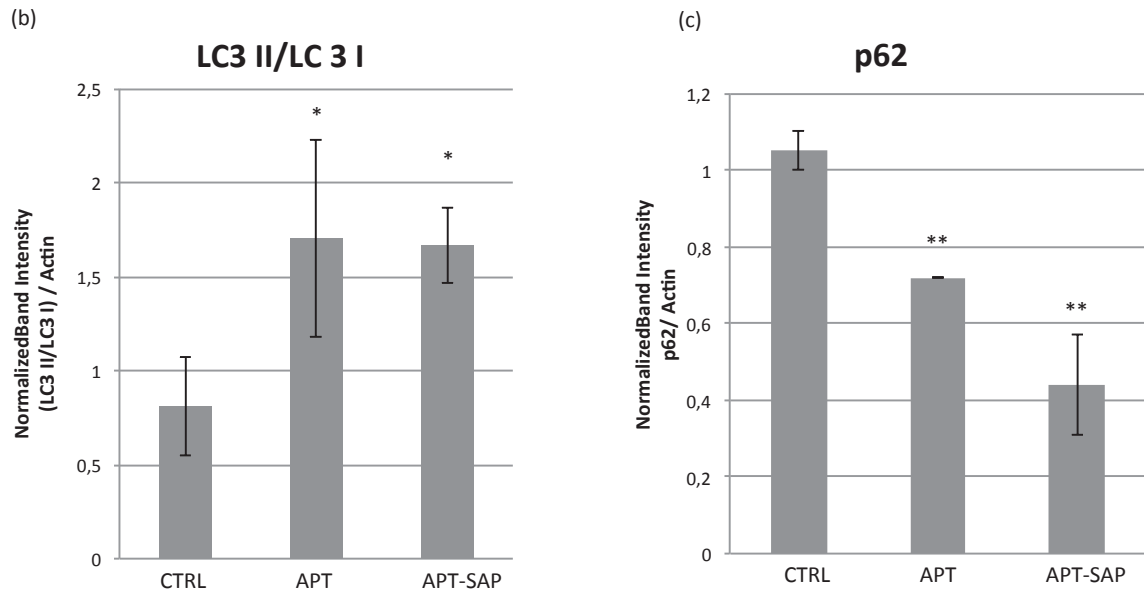 (b)
LC3 II/LC 3 I
NormalizedBand Intensity
(LC3 II/LC3 I) / Actin
2,5
2
1,5
1
0,5
0
*
*
CTRL
APT
APT-SAP
(c)
p62
NormalizedBand Intensity
p62/ Actin
1,2
1
0,8
0,6
0,4
0,2
0
**
**
CTRL
APT
APT-SAP